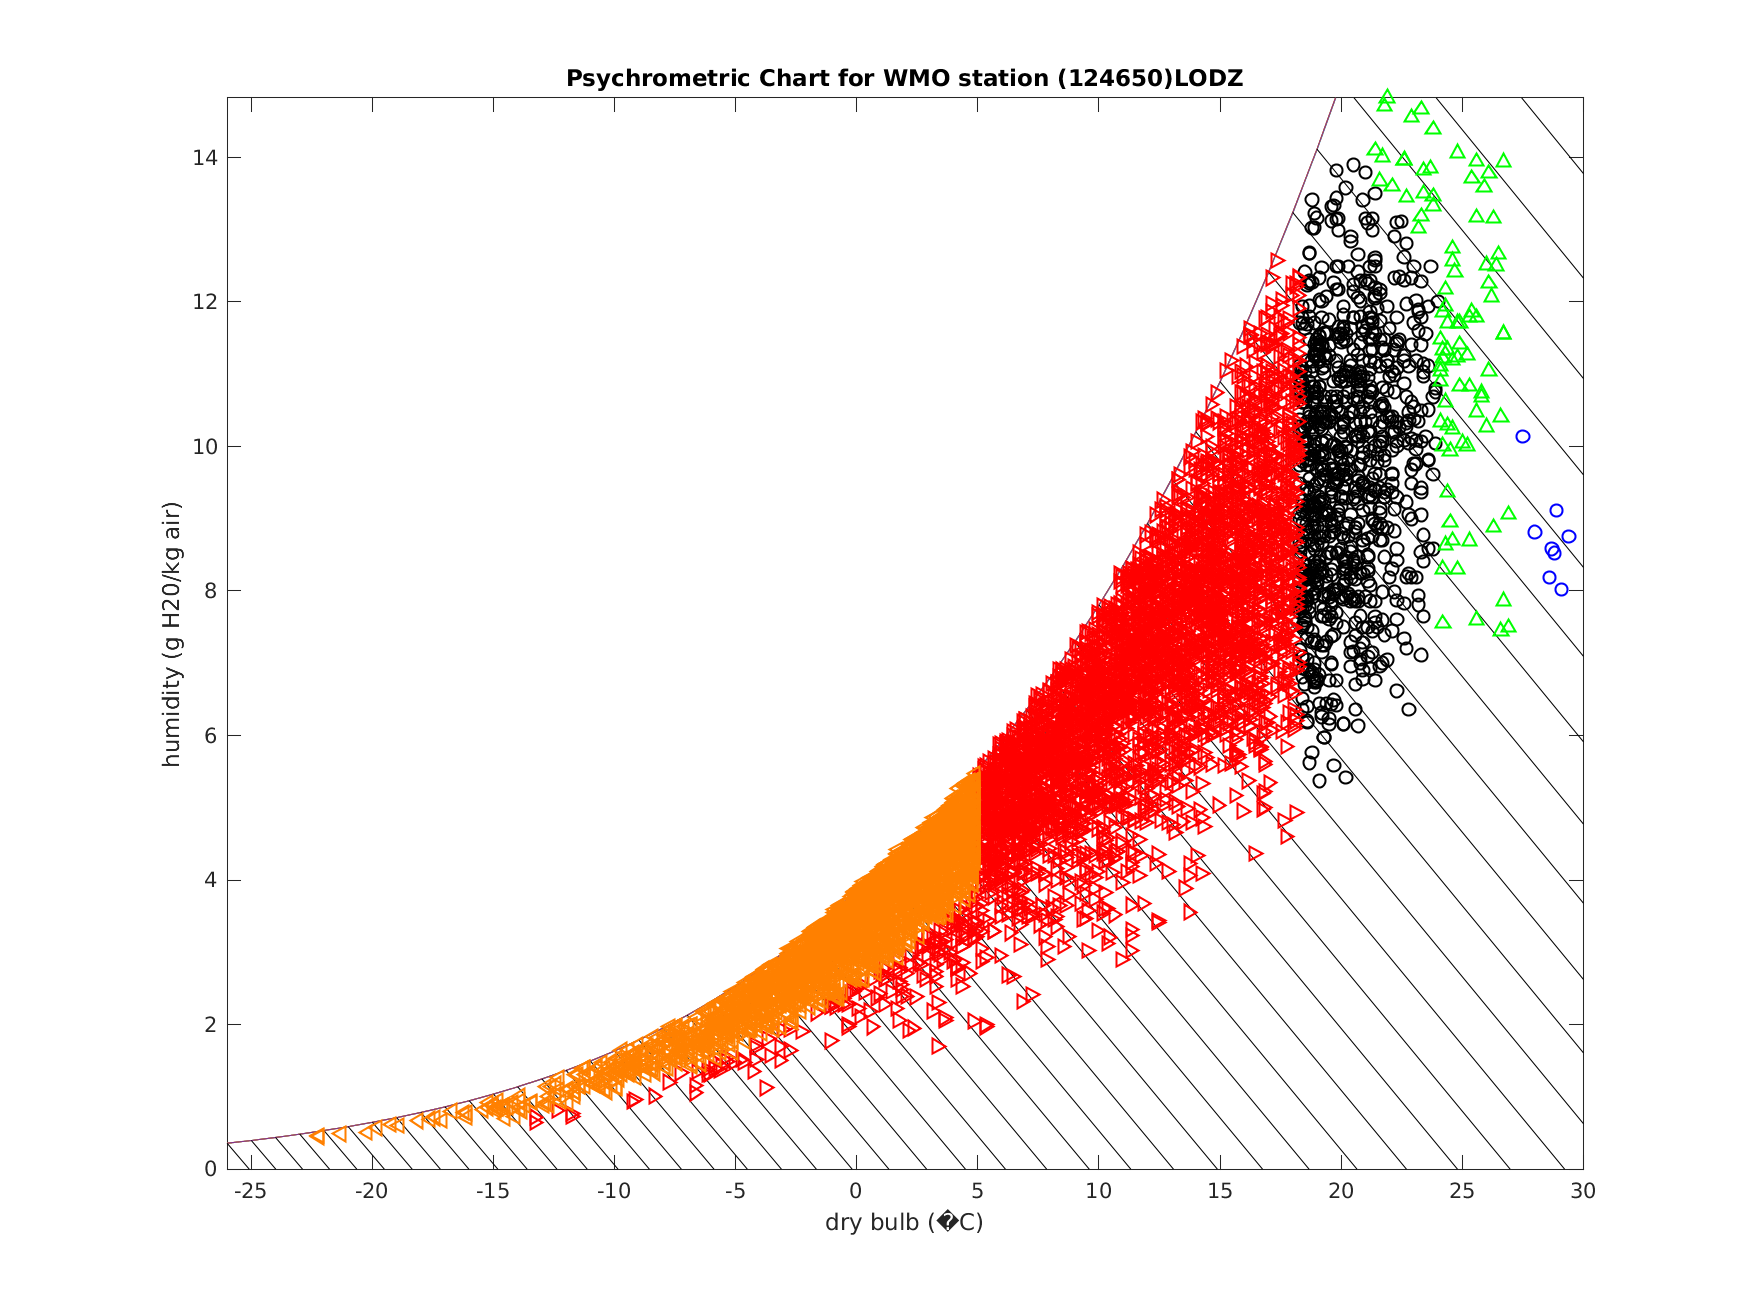 Psychrometric Chart for WMO station (124650)LODZ
14
12
10
8
6
4
2
0
humidity (g H20/kg air)
-25 -20 -15 -10 -5 0 5 10 15 20 25 30
dry bulb (�C)